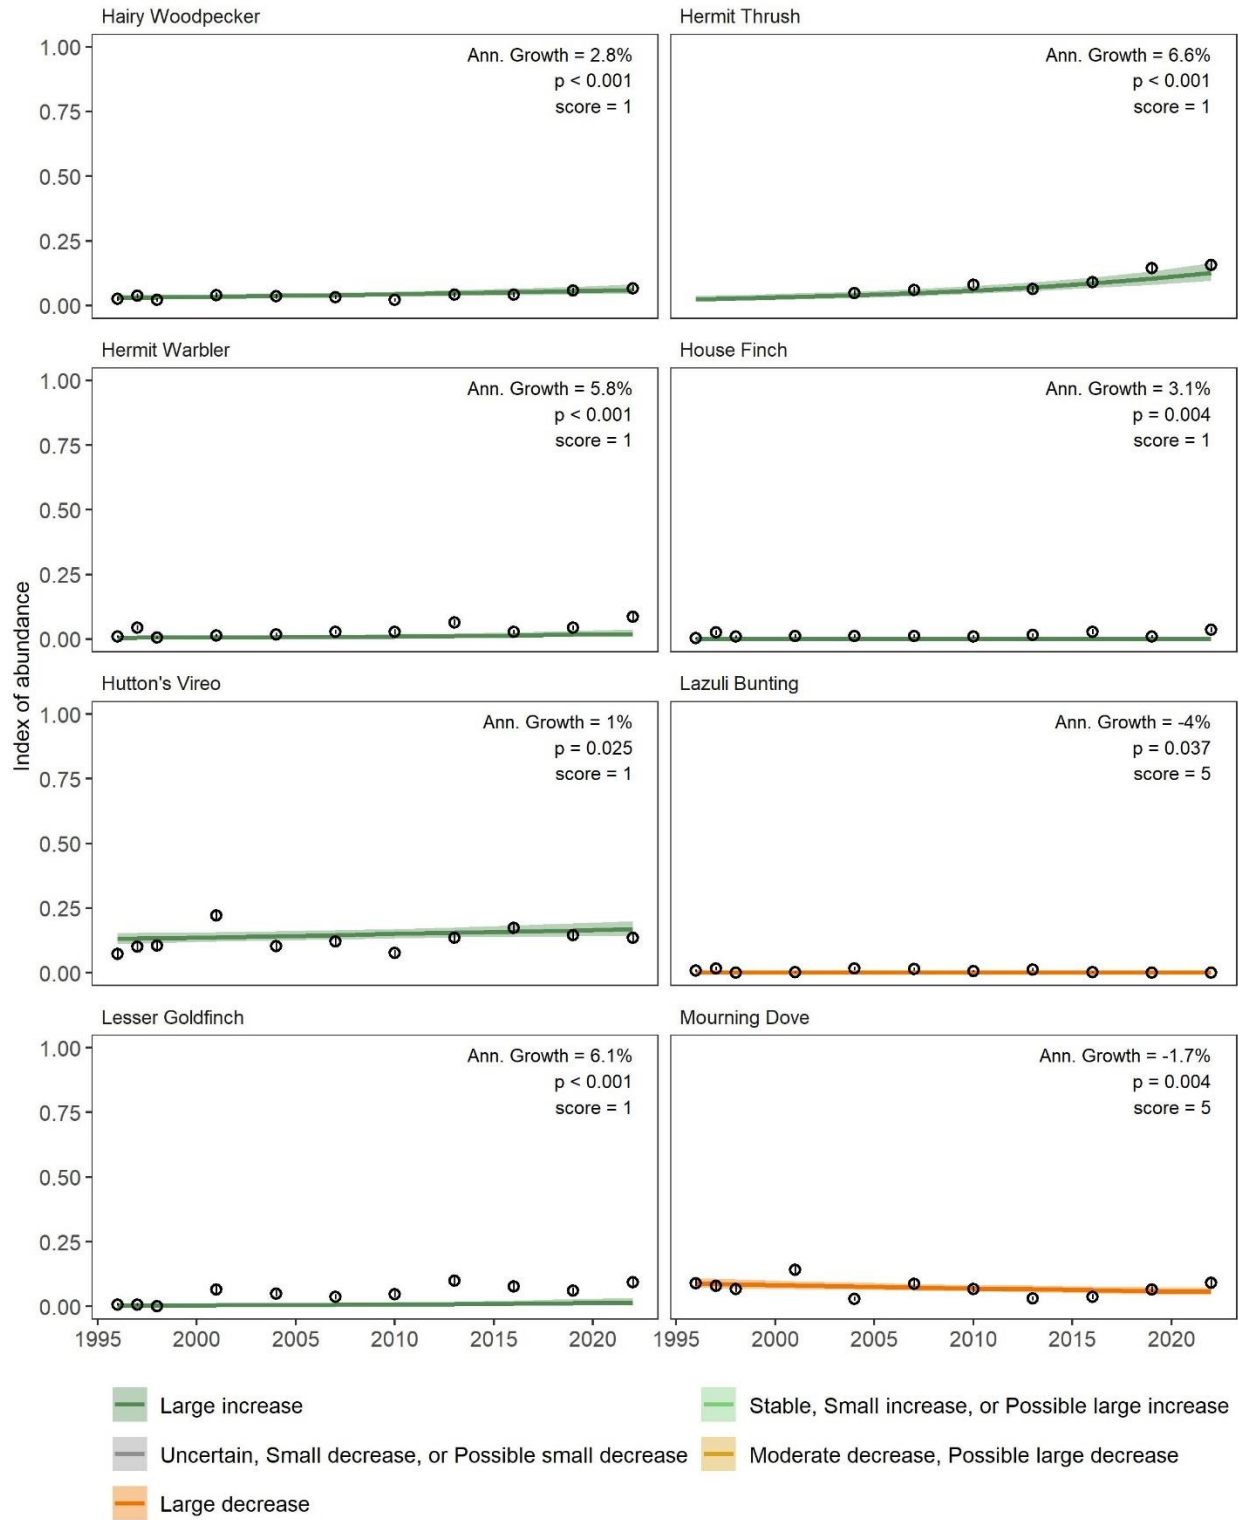 Hairy Woodpecker
Ann. Growth = 2.8%
p < 0.001
score = 1
Hermit Thrush
Ann. Growth = 6.6%
p < 0.001
score = 1
1.00
0.75
0.50
0.25
0.00
Hermit Warbler
Ann. Growth = 5.8%
p < 0.001
score = 1
House Finch
Ann. Growth = 3.1%
p = 0.004
score = 1
1.00
0.75
0.50
0.25
0.00
Index of abundance
Hutton's Vireo
Ann. Growth = 1%
p = 0.025
score = 1
Lazuli Bunting
Ann. Growth = -4%
p = 0.037
score = 5
1.00
0.75
0.50
0.25
0.00
Lesser Goldfinch
Ann. Growth = 6.1%
p < 0.001
score = 1
Mourning Dove
Ann. Growth = -1.7%
p = 0.004
score = 5
1.00
0.75
0.50
0.25
0.00
1995 2000 2005 2010 2015 2020
1995 2000 2005 2010 2015 2020
Large increase
Stable, Small increase, or Possible large increase
Uncertain, Small decrease, or Possible small decrease
Moderate decrease, Possible large decrease
Large decrease